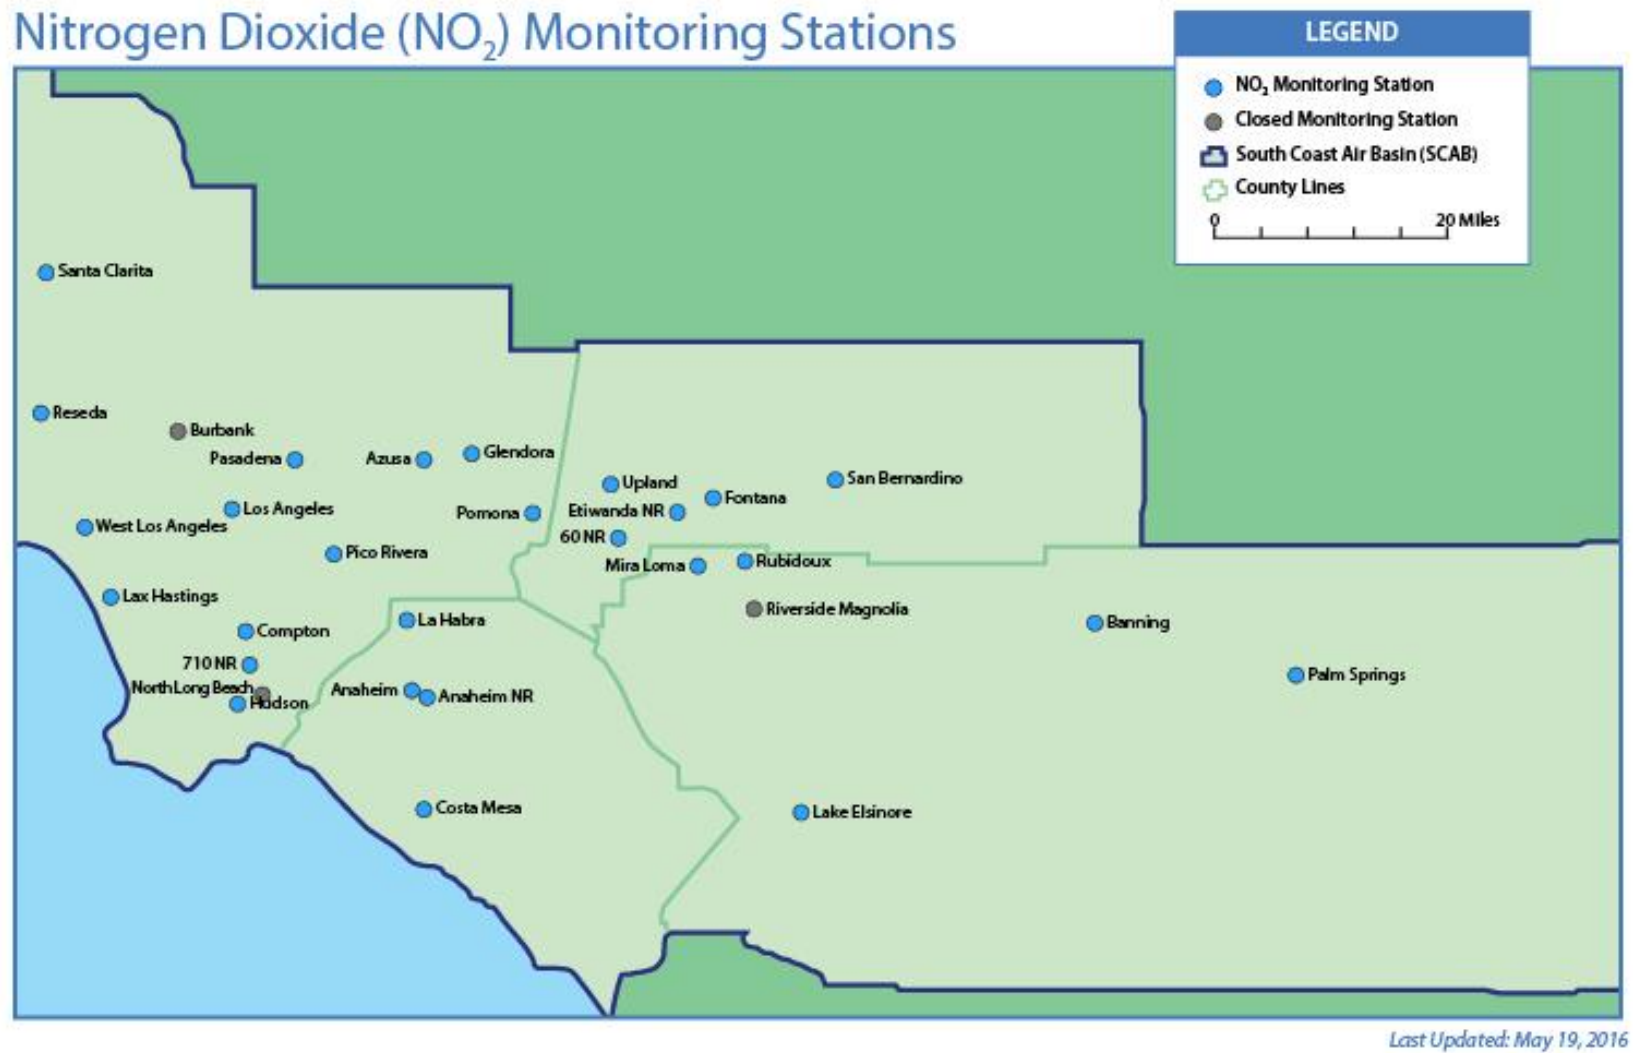 Nitrogen Dioxide (NO₂) Monitoring Stations
LEGEND
NO₂ Monitoring Station
Closed Monitoring Station
South Coast Air Basin (SCAB)
County Lines
0 20 Miles
Santa Clarita
Reseda
Burbank
Pasadena
Azusa
Glendora
Upland
San Bernardino
Fontana
Etiwanda NR
Pomona
Los Angeles
West Los Angeles
60 NR
Pico Rivera
Mira Loma
Rubidoux
Lax Hastings
Riverside Magnolia
La Habra
Banning
Compton
710 NR
Palm Springs
North Long Beach
Hudson
Anaheim
Anaheim NR
Costa Mesa
Lake Elsinore
Last Updated: May 19, 2016